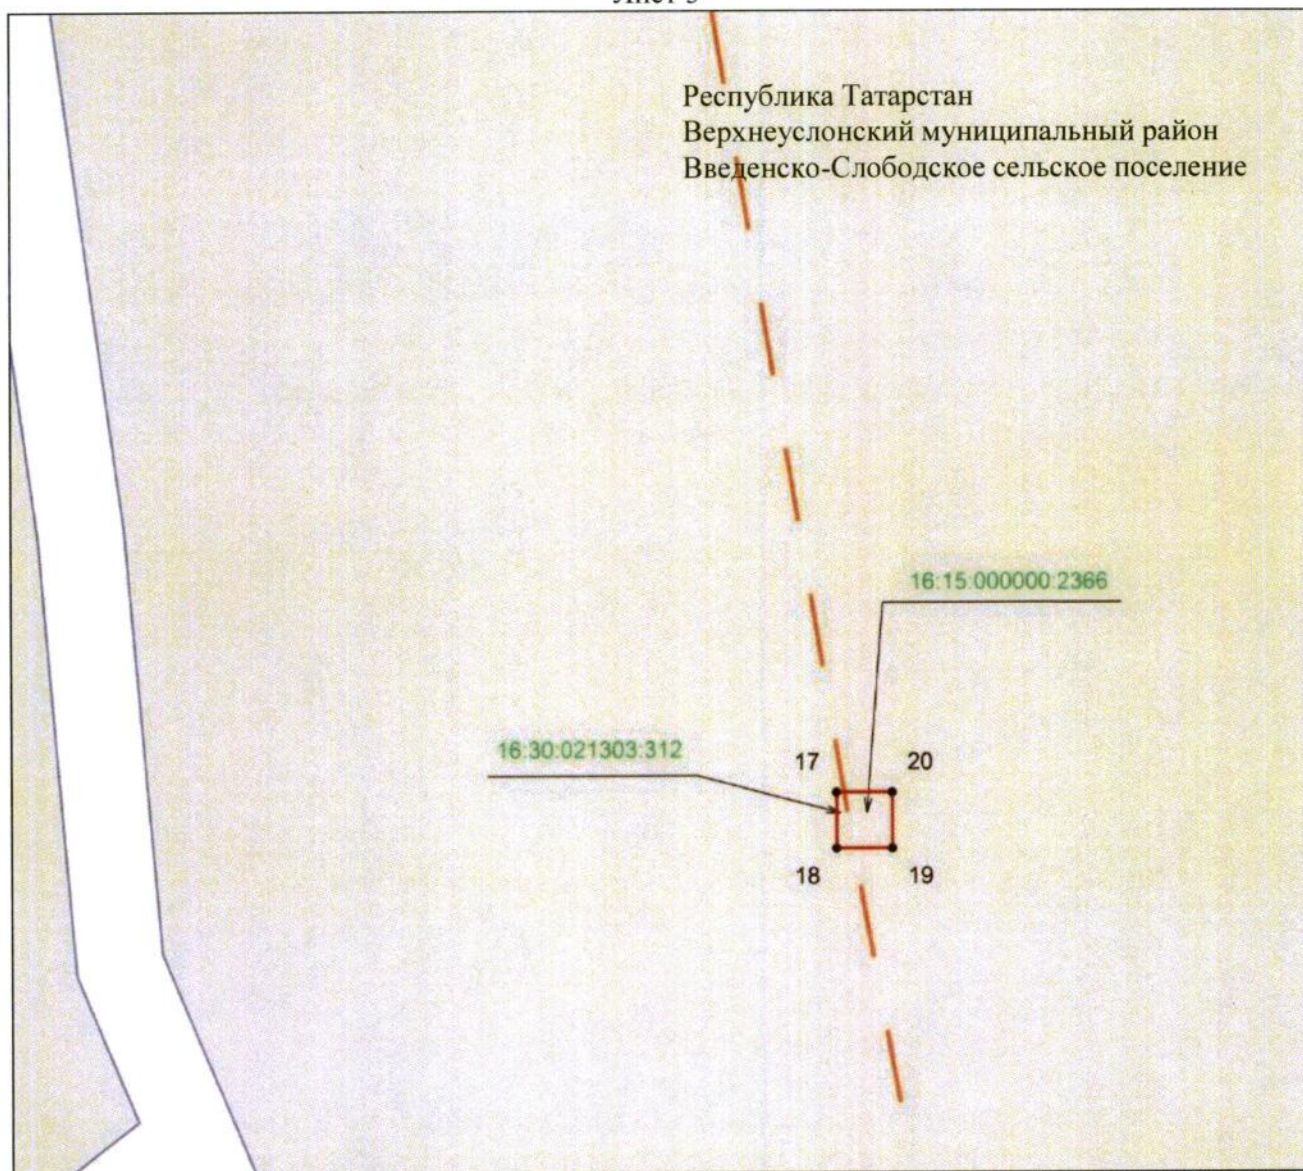 Республика Татарстан
Верхнеуслонский муниципальный район
Введенско-Слободское сельское поселение
16:15:000000:2366
16:30:021303:312
17
20
18
19